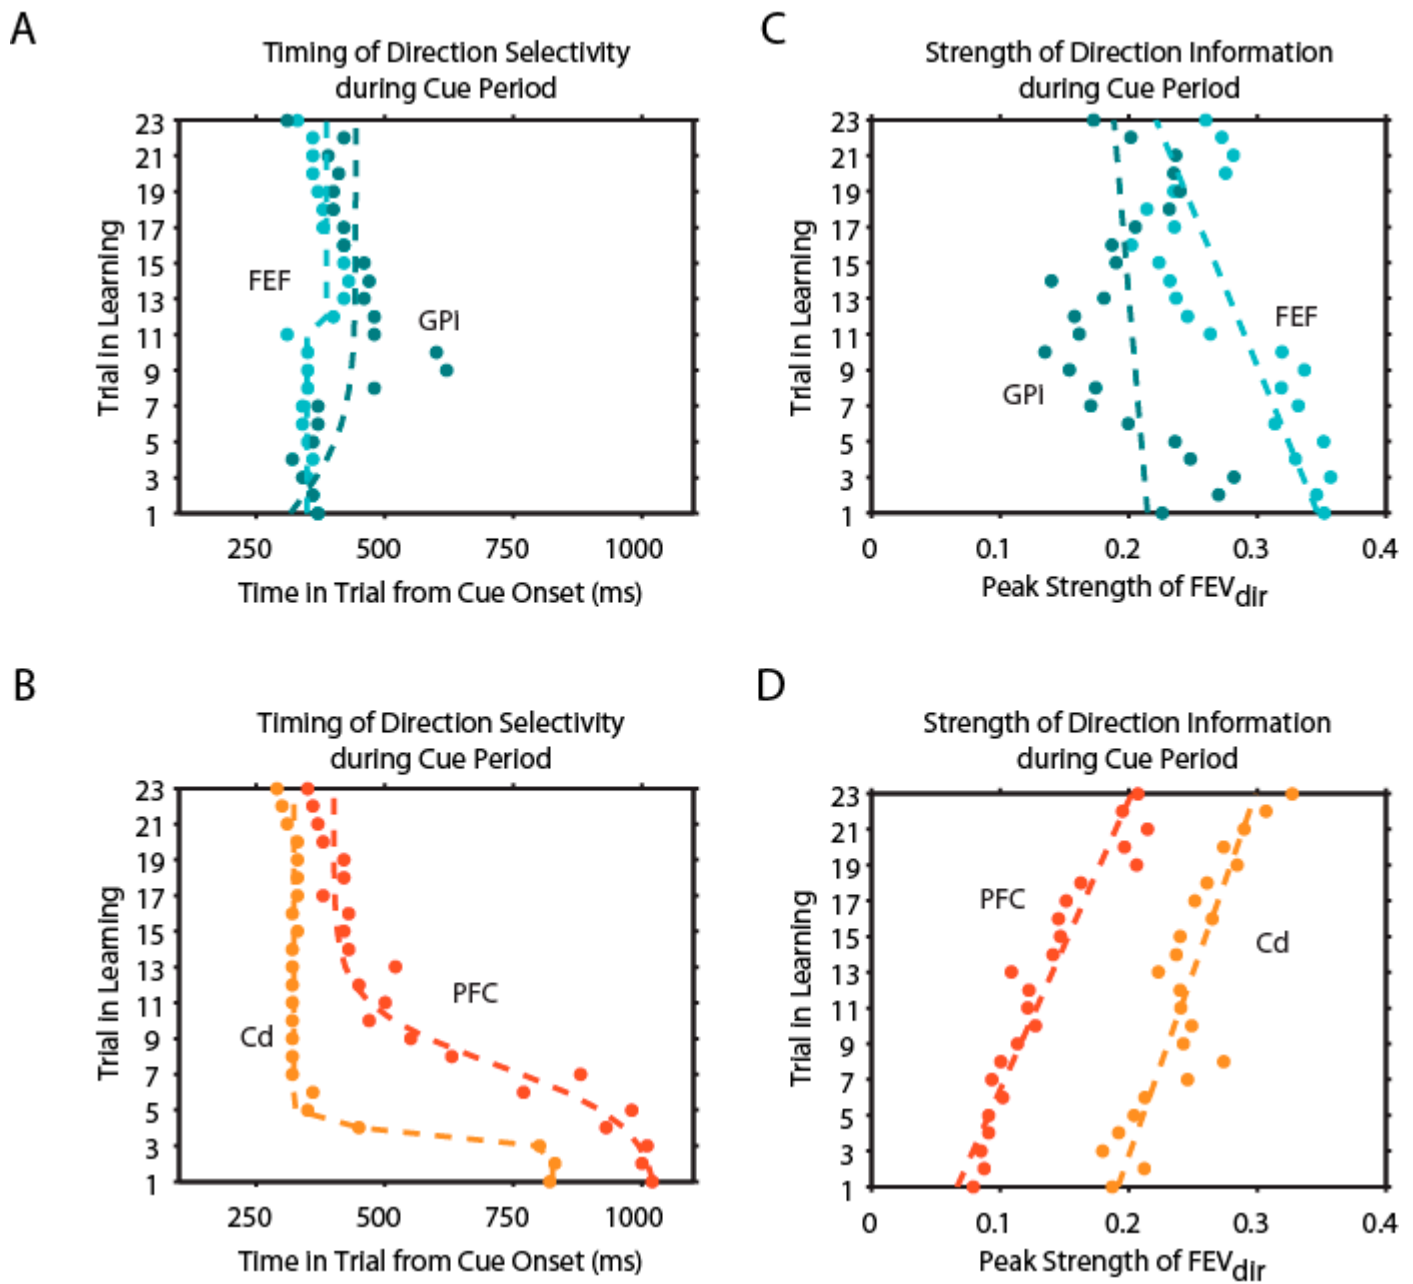 A
Timing of Direction Selectivity
during Cue Period
23
21
19
17
15
13
11
9
7
5
3
1
Trial in Learning
FEF
GPI
250 500 750 1000
Time in Trial from Cue Onset (ms)
C
Strength of Direction Information
during Cue Period
23
21
19
17
15
13
11
9
7
5
3
1
Trial in Learning
GPI
FEF
0 0.1 0.2 0.3 0.4
Peak Strength of FEVdir
B
Timing of Direction Selectivity
during Cue Period
23
21
19
17
15
13
11
9
7
5
3
1
Trial in Learning
Cd
PFC
250 500 750 1000
Time in Trial from Cue Onset (ms)
D
Strength of Direction Information
during Cue Period
23
21
19
17
15
13
11
9
7
5
3
1
Trial in Learning
PFC
Cd
0 0.1 0.2 0.3 0.4
Peak Strength of FEVdir